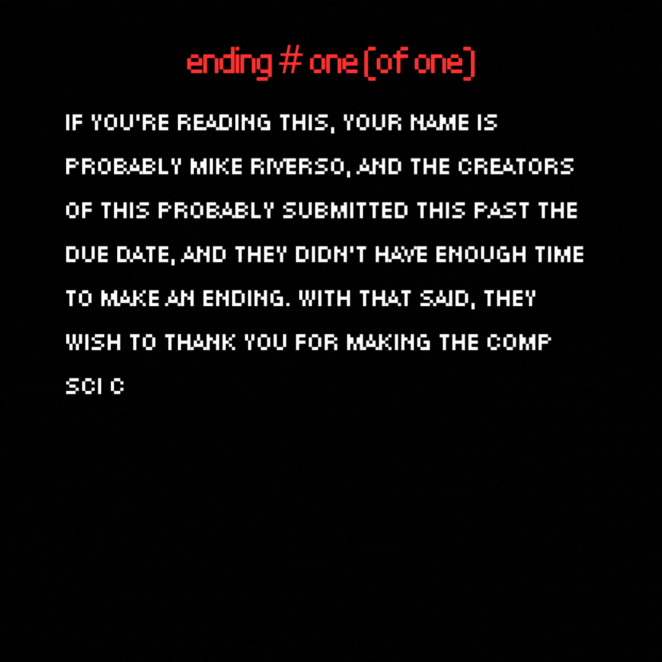 ending # one (of one)
IF YOU'RE READING THIS, YOUR NAME IS
PROBABLY MIKE RIVERSO, AND THE CREATORS
OF THIS PROBABLY SUBMITTED THIS PAST THE
DUE DATE, AND THEY DIDN'T HAVE ENOUGH TIME
TO MAKE AN ENDING. WITH THAT SAID, THEY
WISH TO THANK YOU FOR MAKING THE COMP
SCI C